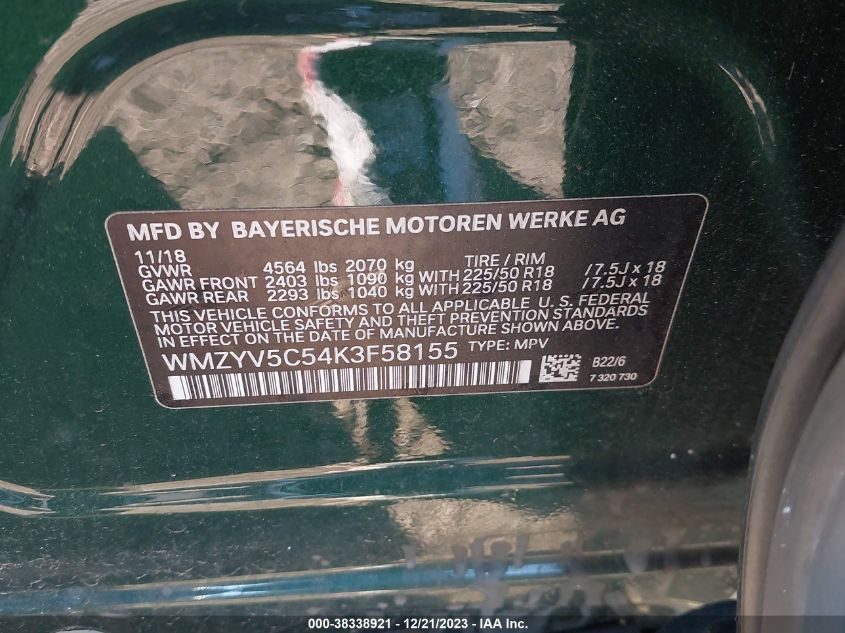 MFD BY BAYERISCHE MOTOREN WERKE AG
11/18 TIRE / RIM
GVWR 4564 lbs 2070 kg
GAWR FRONT 2403 lbs 1090 kg WITH 225/50 R18 / 7.5J x 18
GAWR REAR 2293 lbs 1040 kg WITH 225/50 R18 / 7.5J x 18
THIS VEHICLE CONFORMS TO ALL APPLICABLE U. S. FEDERAL
MOTOR VEHICLE SAFETY AND THEFT PREVENTION STANDARDS
IN EFFECT ON THE DATE OF MANUFACTURE SHOWN ABOVE.
WMZYV5C54K3F58155 TYPE: MPV
B22/6
7 320 730
000-38338921 - 12/21/2023 - IAA Inc.